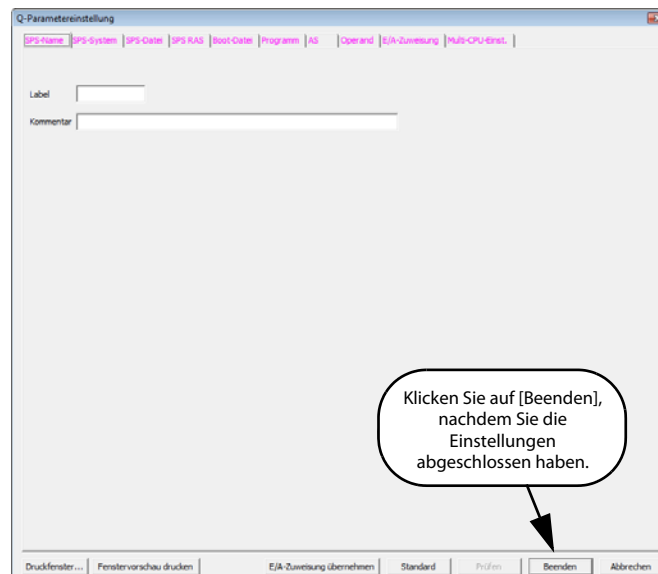 Q-Parametereinstellung
SPS-Name SPS-System SPS-Datei SPS RAS Boot-Datei Programm AS Operand E/A-Zuweisung Multi-CPU-Einst.
Label
Kommentar
Klicken Sie auf [Beenden],
nachdem Sie die
Einstellungen
abgeschlossen haben.
Druckfenster... Fenstervorschau drucken E/A-Zuweisung übernehmen Standard Prüfen Beenden Abbrechen